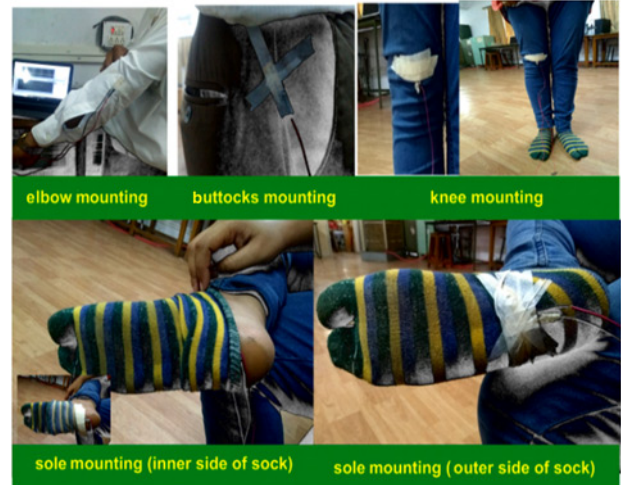 elbow mounting
buttocks mounting
knee mounting
sole mounting (inner side of sock)
sole mounting ( outer side of sock)